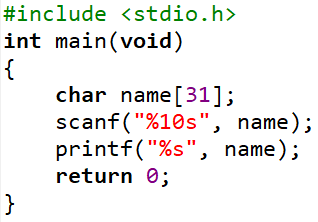 #include <stdio.h>
int main(void)
{
    char name[31];
    scanf("%10s", name);
    printf("%s", name);
    return 0;
}